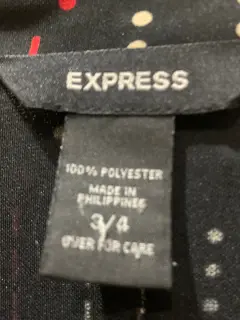 EXPRESS
100% POLYESTER
MADE IN
PHILIPPINES
3/4
OVER FOR CARE